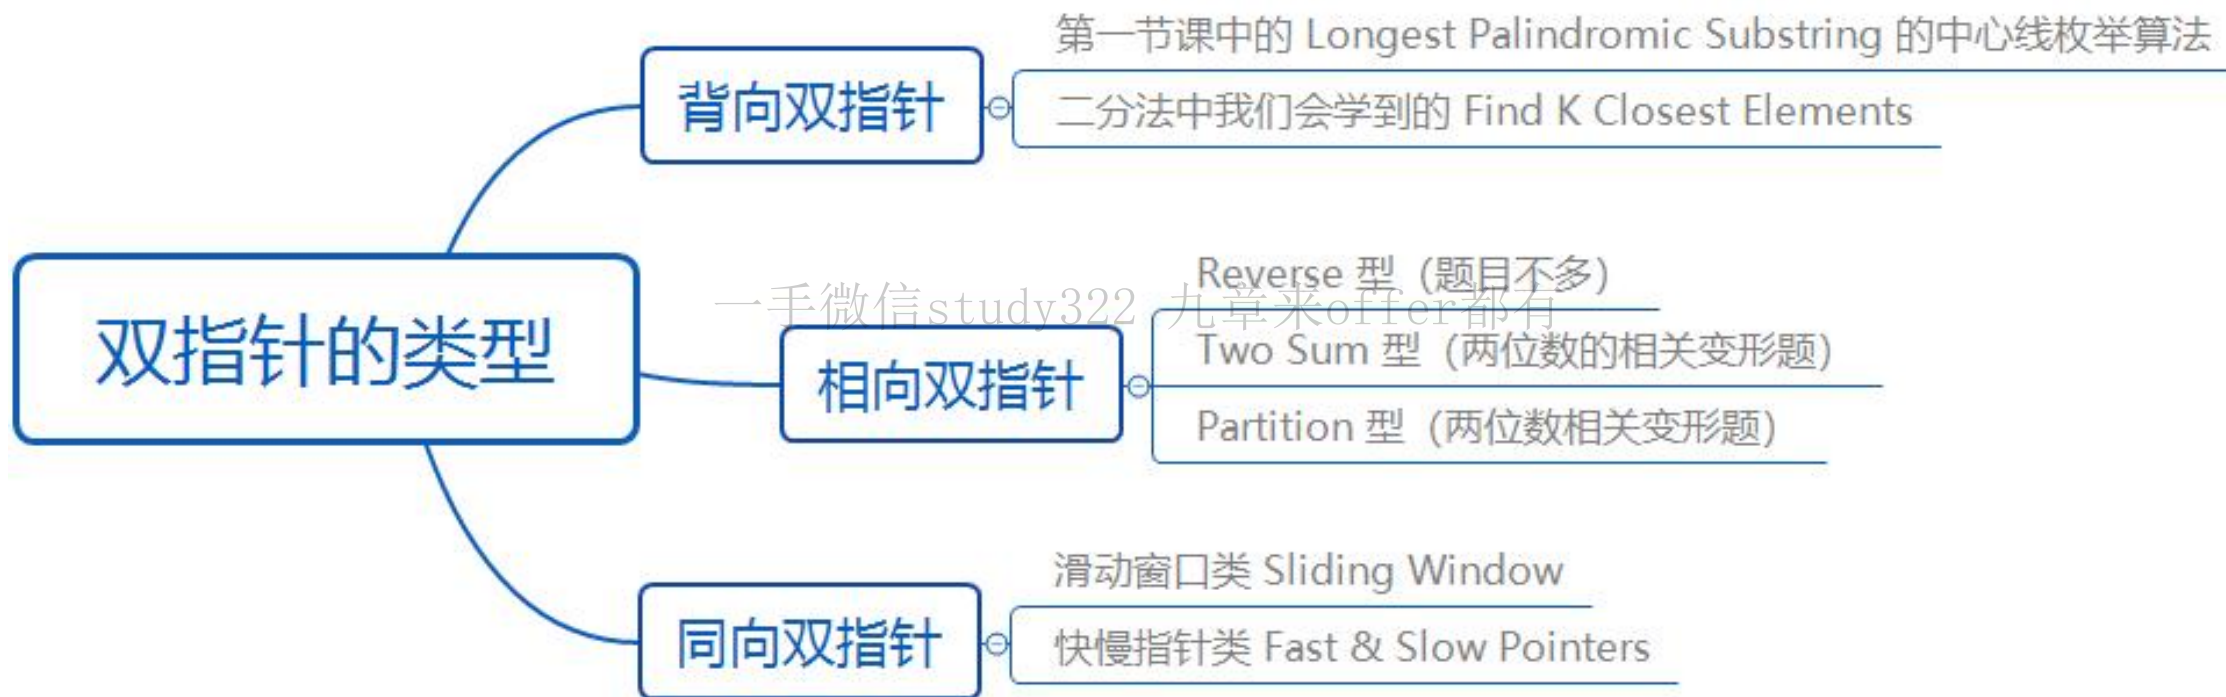 第一节课中的 Longest Palindromic Substring 的中心线枚举算法
背向双指针
二分法中我们会学到的 Find K Closest Elements
双指针的类型
Reverse 型（题目不多）
一手微信study322 九章来offer都有
Two Sum 型（两位数的相关变形题）
相向双指针
Partition 型（两位数相关变形题）
滑动窗口类 Sliding Window
同向双指针
快慢指针类 Fast & Slow Pointers